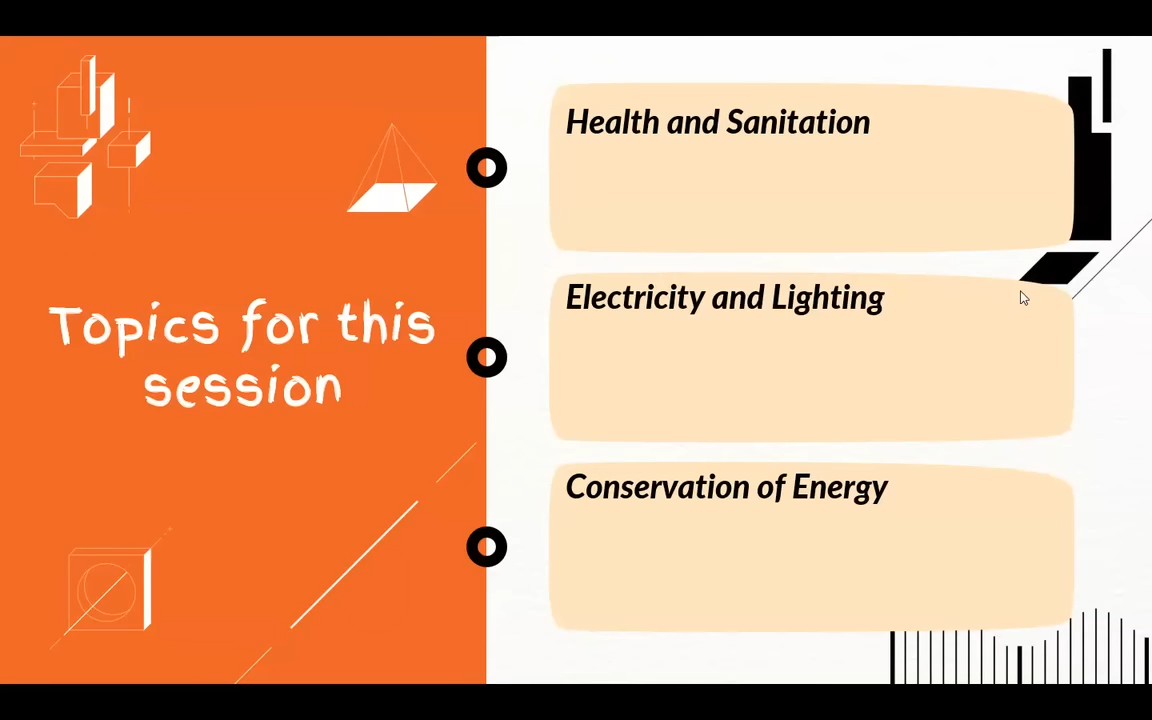 Topics for this
session
Health and Sanitation
Electricity and Lighting
Conservation of Energy